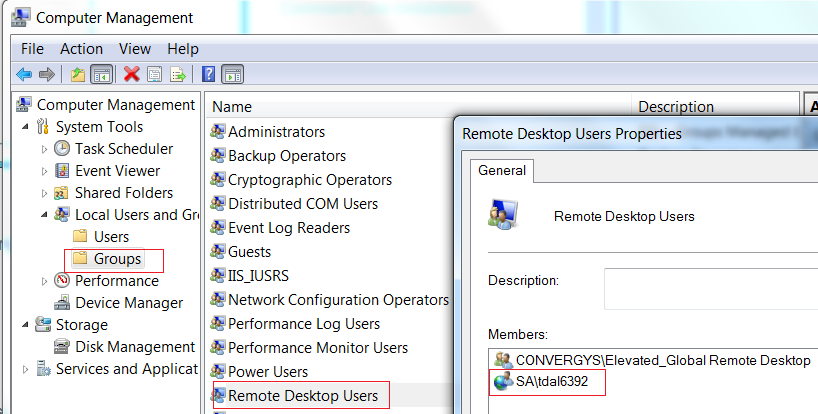 Computer Management
File Action View Help
Computer Management
System Tools
Task Scheduler
Event Viewer
Shared Folders
Local Users and Gr
Users
Groups
Performance
Device Manager
Storage
Disk Management
Services and Applicat
Name Description
Administrators
Backup Operators
Cryptographic Operators
Distributed COM Users
Event Log Readers
Guests
IIS_IUSRS
Network Configuration Operators
Performance Log Users
Performance Monitor Users
Power Users
Remote Desktop Users
A
Remote Desktop Users Properties
General
Remote Desktop Users
Description:
Members:
CONVERGYS\Elevated_Global Remote Desktop
SA\tdal6392